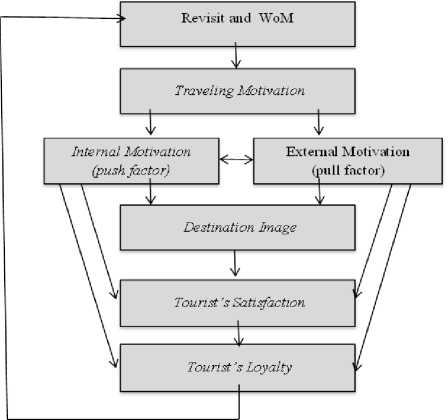 Revisit and WoM
Traveling Motivation
Internal Motivation
(push factor)
External Motivation
(pull factor)
Destination Image
Tourist's Satisfaction
Tourist's Loyalty